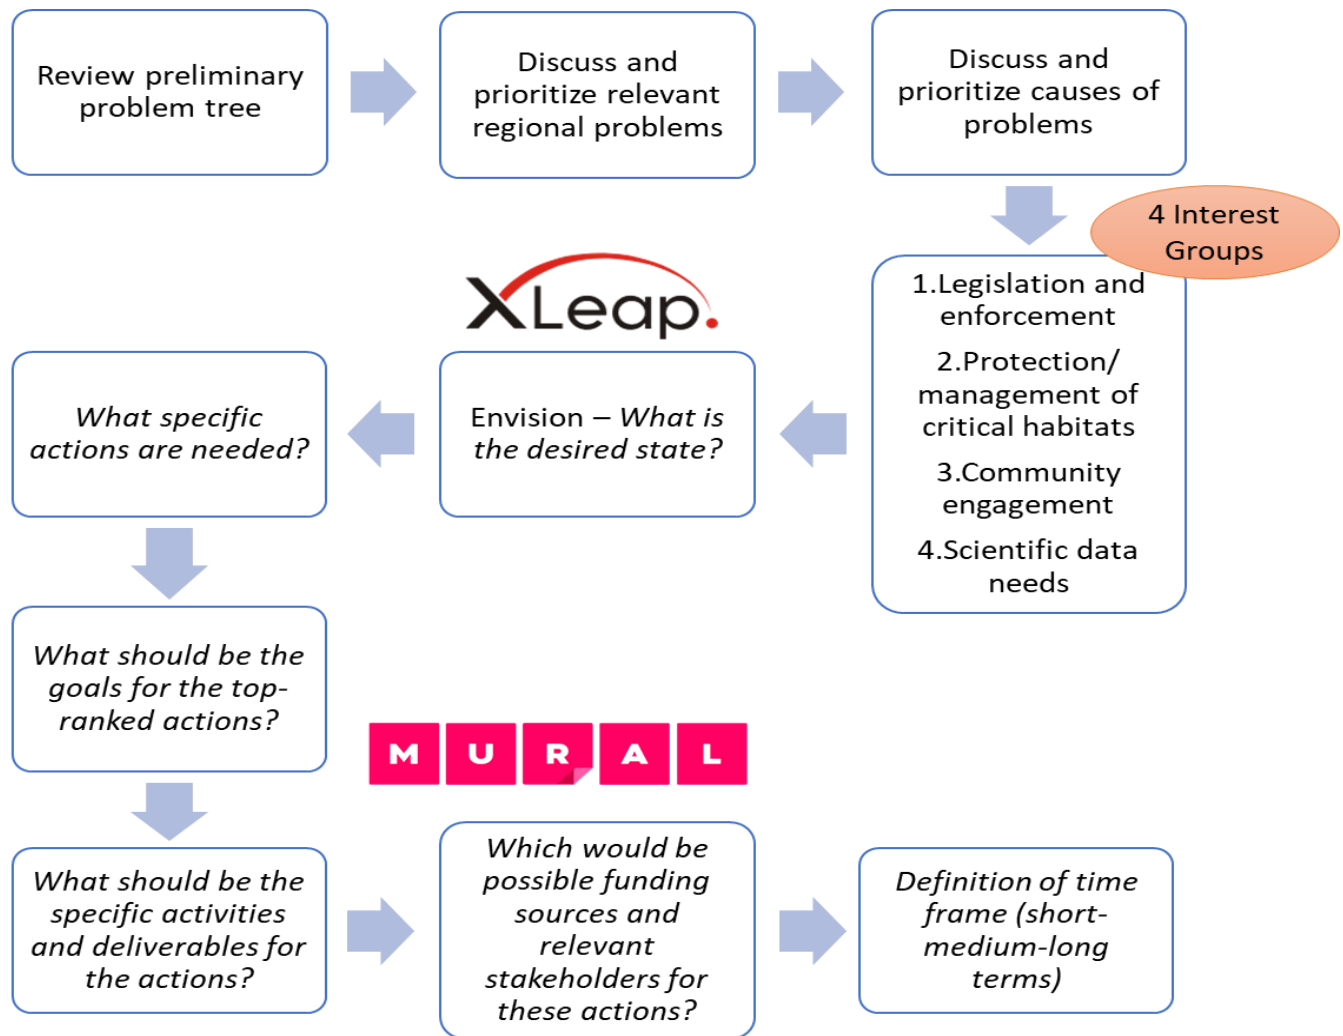 Review preliminary
problem tree
Discuss and
prioritize relevant
regional problems
Discuss and
prioritize causes of
problems
4 Interest
Groups
1.Legislation and
enforcement
2.Protection/
management of
critical habitats
3.Community
engagement
4.Scientific data
needs
XLeap.
Envision – What is
the desired state?
What specific
actions are needed?
What should be the
goals for the top-
ranked actions?
MURAL
What should be the
specific activities
and deliverables for
the actions?
Which would be
possible funding
sources and
relevant
stakeholders for
these actions?
Definition of time
frame (short-
medium-long
terms)